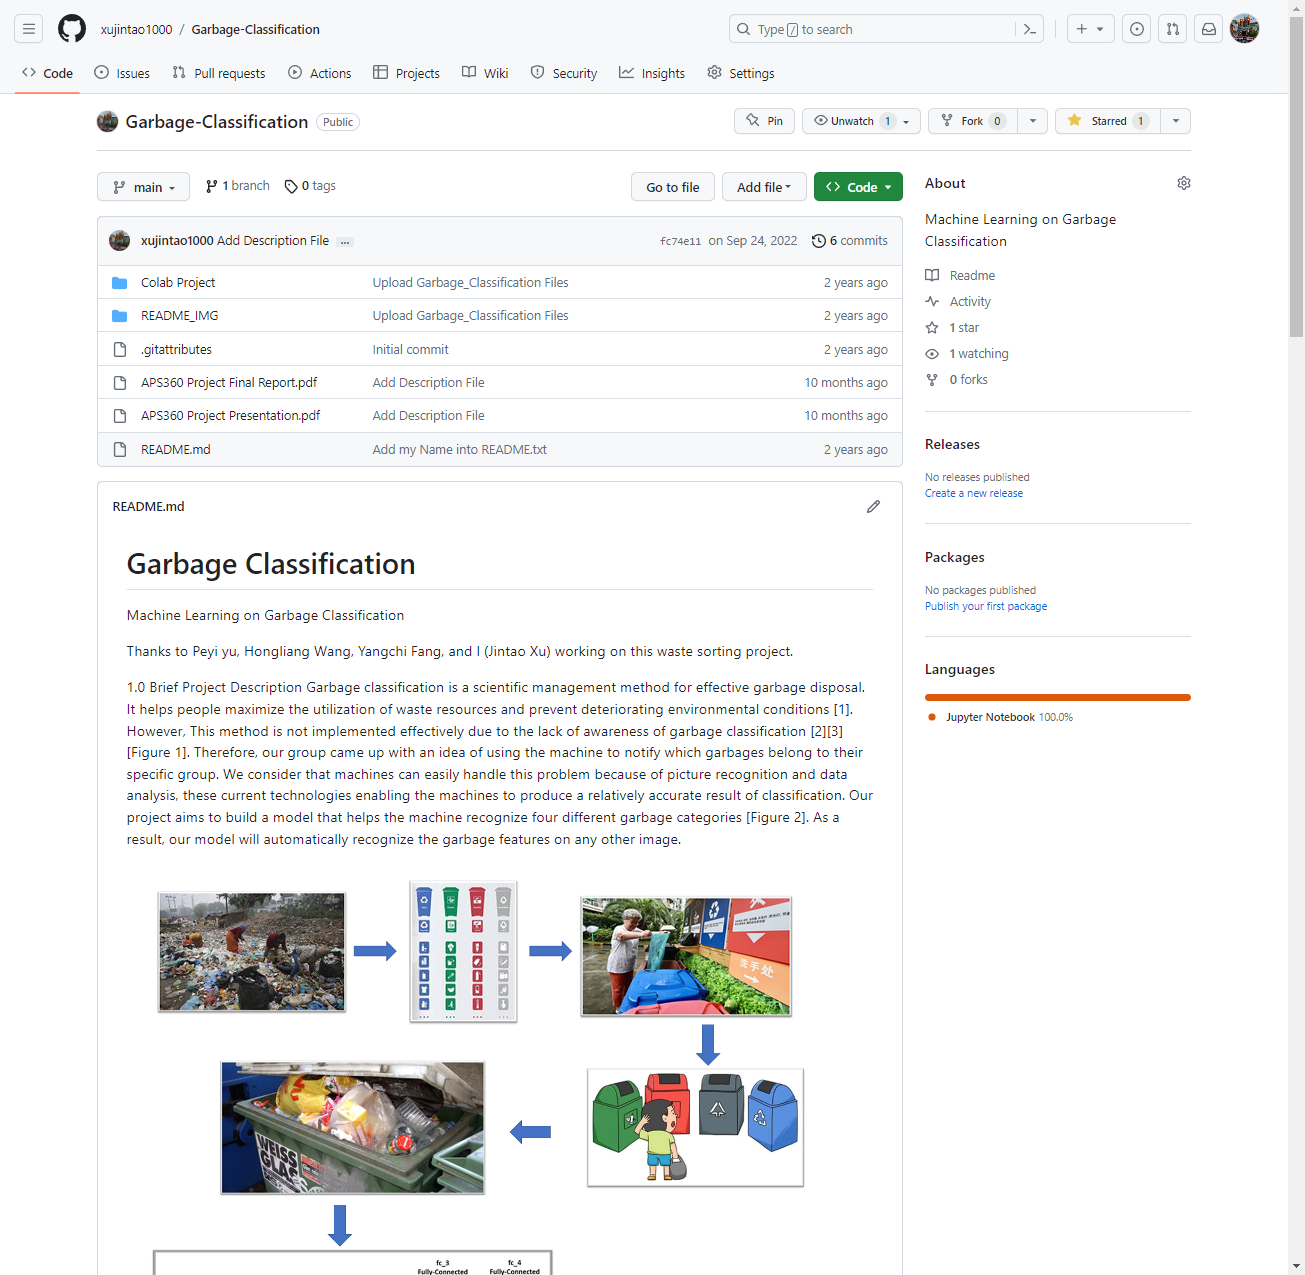 xujintao1000 / Garbage-Classification
Type / to search
Code
Issues
Pull requests
Actions
Projects
Wiki
Security
Insights
Settings
Garbage-Classification
Public
Pin
Unwatch 1
Fork 0
Starred 1
main
1 branch
0 tags
Go to file
Add file
Code
xujintao1000 Add Description File ...
fc74e11 on Sep 24, 2022
6 commits
Colab Project Upload Garbage_Classification Files 2 years ago
README_IMG Upload Garbage_Classification Files 2 years ago
.gitattributes Initial commit 2 years ago
APS360 Project Final Report.pdf Add Description File 10 months ago
APS360 Project Presentation.pdf Add Description File 10 months ago
README.md Add my Name into README.txt 2 years ago
README.md
Garbage Classification
Machine Learning on Garbage Classification
Thanks to Peyi yu, Hongliang Wang, Yangchi Fang, and I (Jintao Xu) working on this waste sorting project.
1.0 Brief Project Description Garbage classification is a scientific management method for effective garbage disposal.
It helps people maximize the utilization of waste resources and prevent deteriorating environmental conditions [1].
However, This method is not implemented effectively due to the lack of awareness of garbage classification [2][3]
[Figure 1]. Therefore, our group came up with an idea of using the machine to notify which garbages belong to their
specific group. We consider that machines can easily handle this problem because of picture recognition and data
analysis, these current technologies enabling the machines to produce a relatively accurate result of classification. Our
project aims to build a model that helps the machine recognize four different garbage categories [Figure 2]. As a
result, our model will automatically recognize the garbage features on any other image.
洗手处
WEISS
GLAS
fc_3
Fully-Connected
fc_4
Fully-Connected
About
Machine Learning on Garbage
Classification
Readme
Activity
1 star
1 watching
0 forks
Releases
No releases published
Create a new release
Packages
No packages published
Publish your first package
Languages
Jupyter Notebook 100.0%